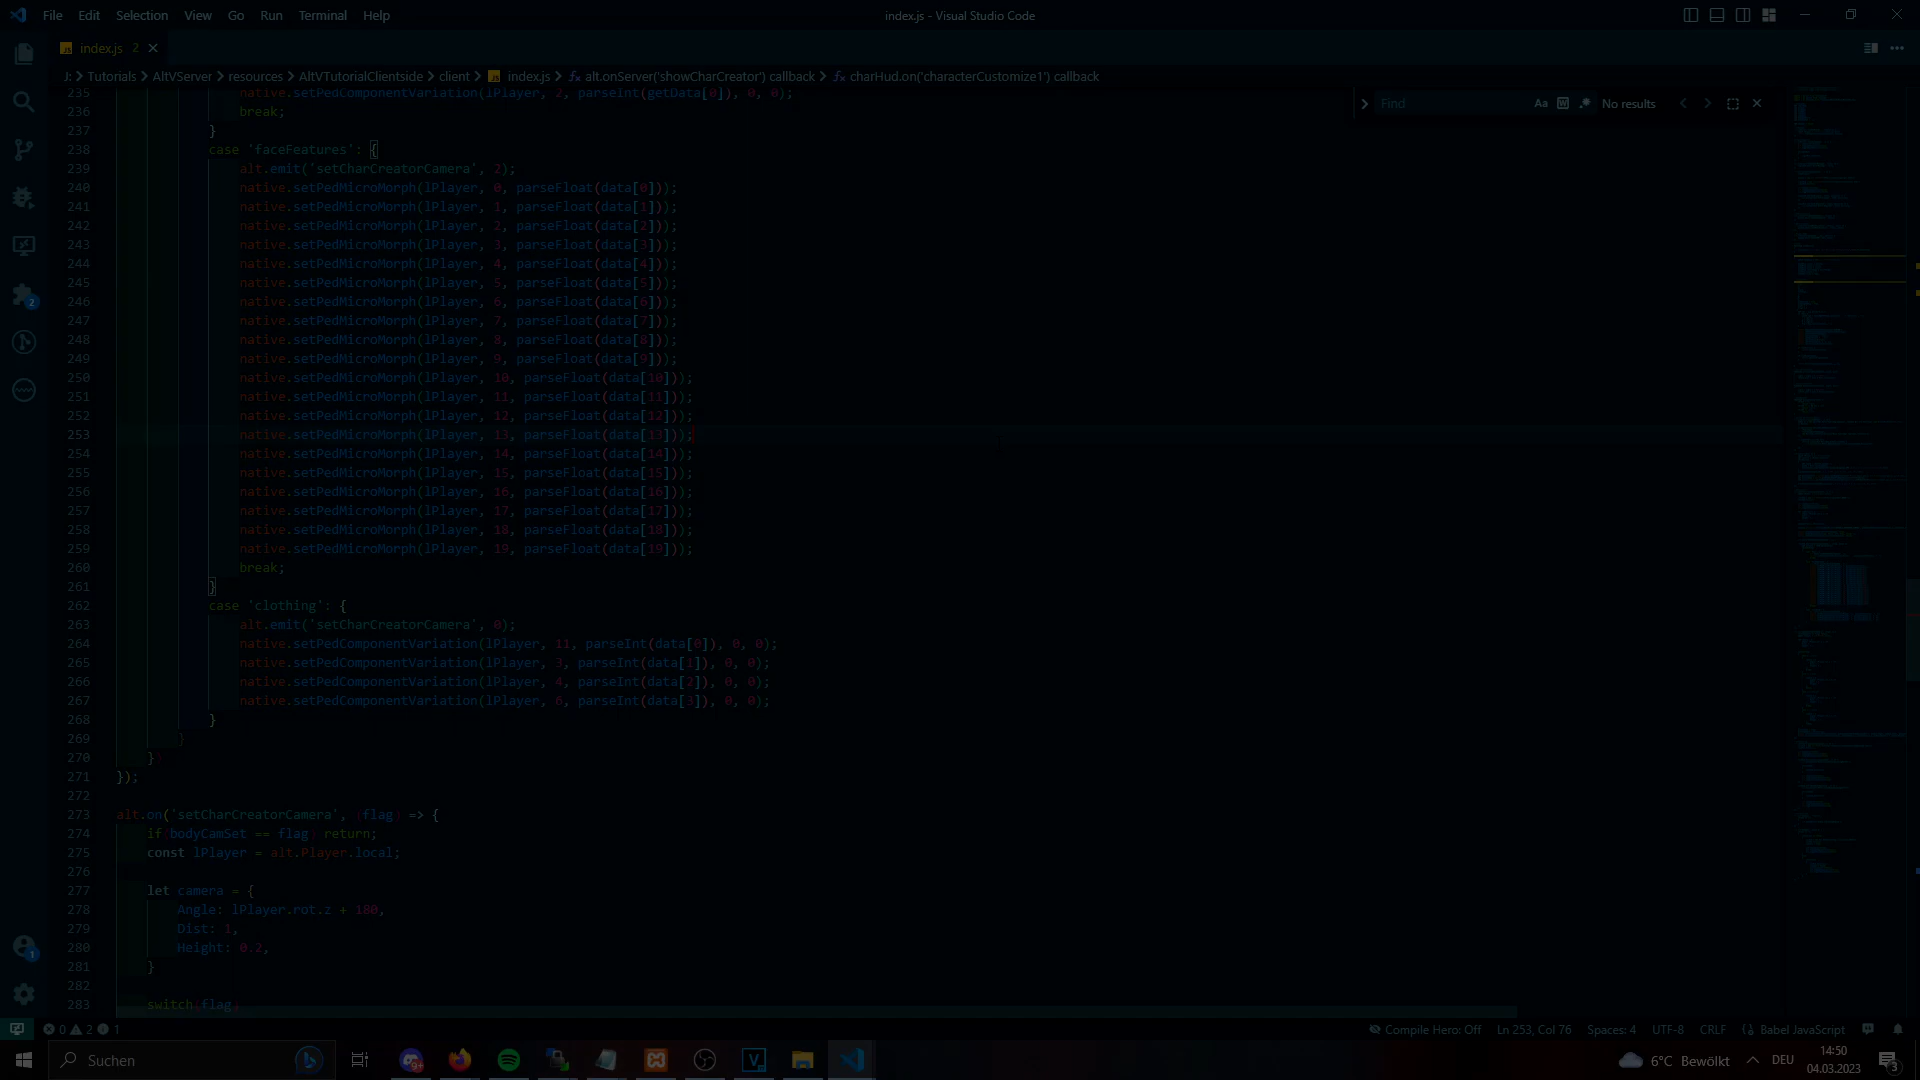 File Edit Selection View Go Run Terminal Help
index.js - Visual Studio Code
index.js 2
J: > Tutorials > AltVServer > resources > AltVTutorialClientside > client > index.js > alt.onServer('showCharCreator') callback > charHud.on('characterCustomize1') callback
Find Aa No results
235 native.setPedComponentVariation(lPlayer, 2, parseInt(getData[0]), 0, 0);
236 break;
237 }
238 case 'faceFeatures': {
239 alt.emit('setCharCreatorCamera', 2);
240 native.setPedMicroMorph(lPlayer, 0, parseFloat(data[0]));
241 native.setPedMicroMorph(lPlayer, 1, parseFloat(data[1]));
242 native.setPedMicroMorph(lPlayer, 2, parseFloat(data[2]));
243 native.setPedMicroMorph(lPlayer, 3, parseFloat(data[3]));
244 native.setPedMicroMorph(lPlayer, 4, parseFloat(data[4]));
245 native.setPedMicroMorph(lPlayer, 5, parseFloat(data[5]));
246 native.setPedMicroMorph(lPlayer, 6, parseFloat(data[6]));
247 native.setPedMicroMorph(lPlayer, 7, parseFloat(data[7]));
248 native.setPedMicroMorph(lPlayer, 8, parseFloat(data[8]));
249 native.setPedMicroMorph(lPlayer, 9, parseFloat(data[9]));
250 native.setPedMicroMorph(lPlayer, 10, parseFloat(data[10]));
251 native.setPedMicroMorph(lPlayer, 11, parseFloat(data[11]));
252 native.setPedMicroMorph(lPlayer, 12, parseFloat(data[12]));
253 native.setPedMicroMorph(lPlayer, 13, parseFloat(data[13]));
254 native.setPedMicroMorph(lPlayer, 14, parseFloat(data[14]));
255 native.setPedMicroMorph(lPlayer, 15, parseFloat(data[15]));
256 native.setPedMicroMorph(lPlayer, 16, parseFloat(data[16]));
257 native.setPedMicroMorph(lPlayer, 17, parseFloat(data[17]));
258 native.setPedMicroMorph(lPlayer, 18, parseFloat(data[18]));
259 native.setPedMicroMorph(lPlayer, 19, parseFloat(data[19]));
260 break;
261 }
262 case 'clothing': {
263 alt.emit('setCharCreatorCamera', 0);
264 native.setPedComponentVariation(lPlayer, 11, parseInt(data[0]), 0, 0);
265 native.setPedComponentVariation(lPlayer, 3, parseInt(data[1]), 0, 0);
266 native.setPedComponentVariation(lPlayer, 4, parseInt(data[2]), 0, 0);
267 native.setPedComponentVariation(lPlayer, 6, parseInt(data[3]), 0, 0);
268 }
269 }
270 })
271 });
272
273 alt.on('setCharCreatorCamera', (flag) => {
274 if(bodyCamSet == flag) return;
275 const lPlayer = alt.Player.local;
276
277 let camera = {
278 Angle: lPlayer.rot.z + 180,
279 Dist: 1,
280 Height: 0.2,
281 }
282
283 switch(flag)
0 2 1
Compile Hero: Off Ln 253, Col 76 Spaces: 4 UTF-8 CRLF {} Babel JavaScript
Suchen
6°C Bewölkt DEU 14:50
04.03.2023